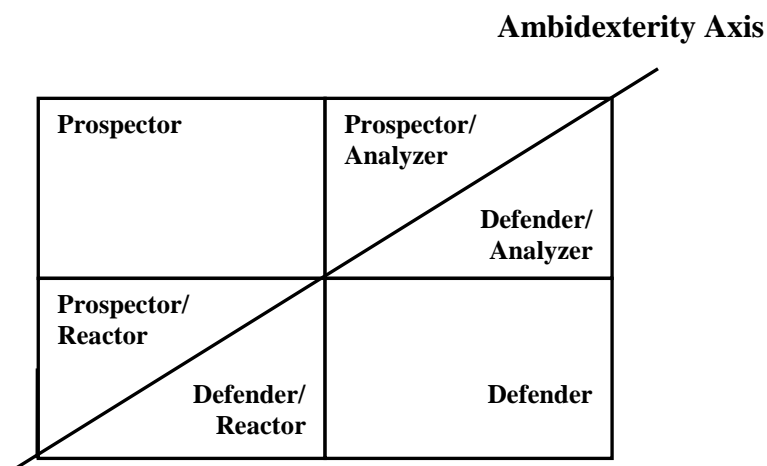 Ambidexterity Axis
Prospector
Prospector/
Analyzer
Defender/
Analyzer
Prospector/
Reactor
Defender/
Reactor
Defender